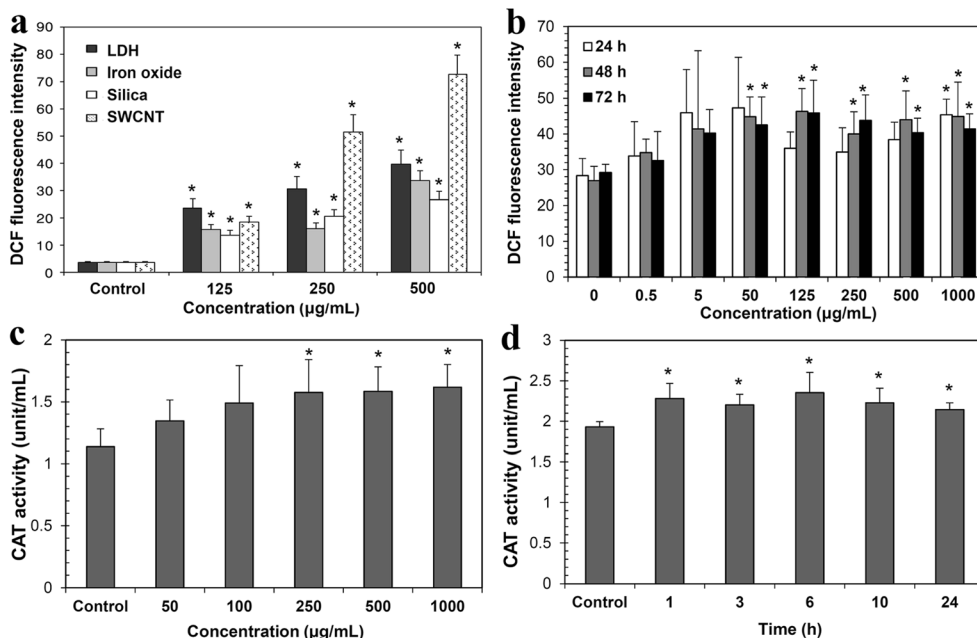 a
DCF fluorescence intensity
90
80
70
60
50
40
30
20
10
0
LDH
Iron oxide
Silica
SWCNT
* * * *
* * * *
* * * *
Control 125 250 500
Concentration (µg/mL)
b
DCF fluorescence intensity
70
60
50
40
30
20
10
0
24 h
48 h
72 h
* *
* *
* *
* *
* * *
0 0.5 5 50 125 250 500 1000
Concentration (µg/mL)
c
CAT activity (unit/mL)
2
1.5
1
0.5
0
* * *
Control 50 100 250 500 1000
Concentration (µg/mL)
d
CAT activity (unit/mL)
3
2.5
2
1.5
1
0.5
0
* * * * *
Control 1 3 6 10 24
Time (h)